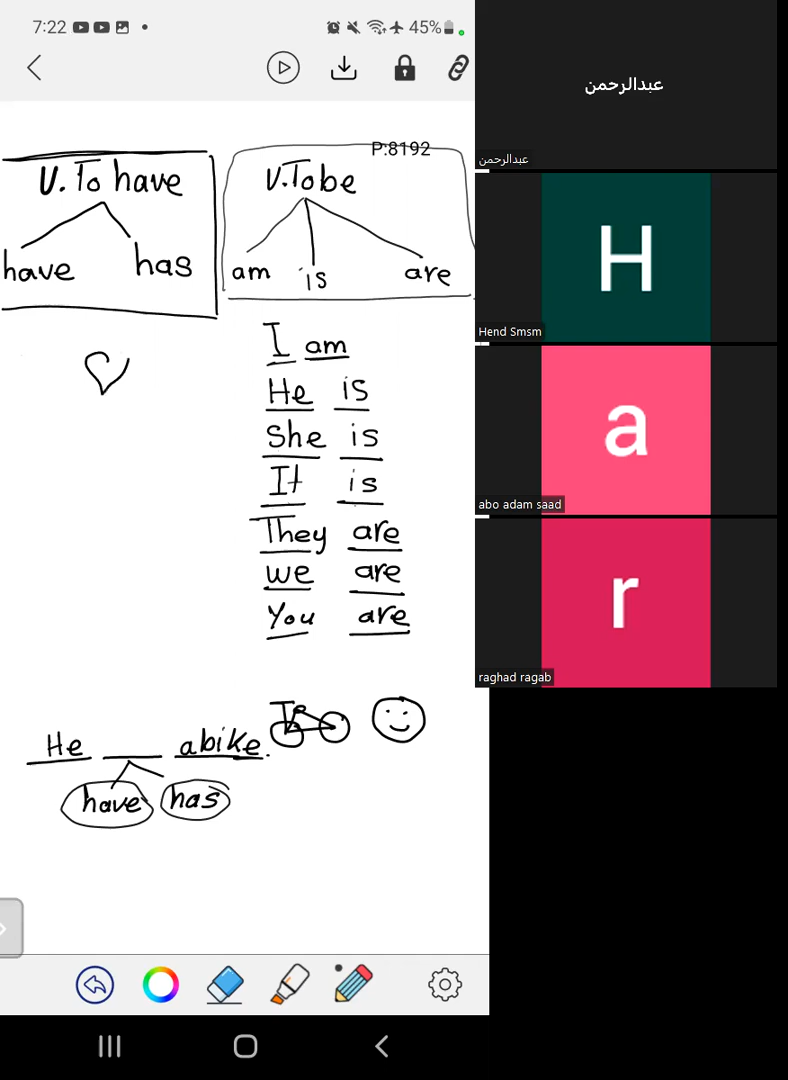 7:22
45%
P:8192
V. To have
have has
V. To be
am is are
I am
He is
She is
It is
They are
we are
You are
He ___ a bike.
have has
عبدالرحمن
عبدالرحمن
H
Hend Smsm
a
abo adam saad
r
raghad ragab